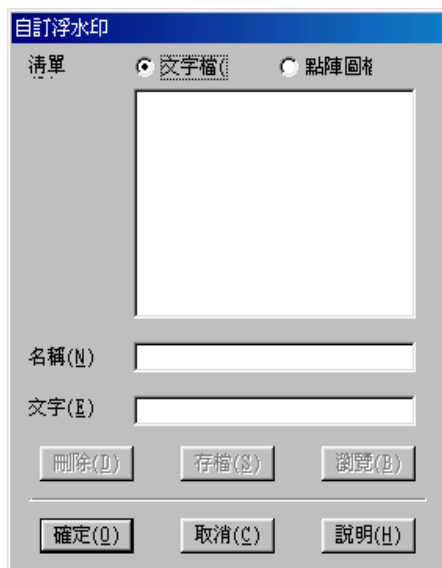 自訂浮水印
清單 文字檔( 點陣圖檔
名稱(N)
文字(E)
刪除(D) 存檔(S) 瀏覽(B)
確定(O) 取消(C) 說明(H)